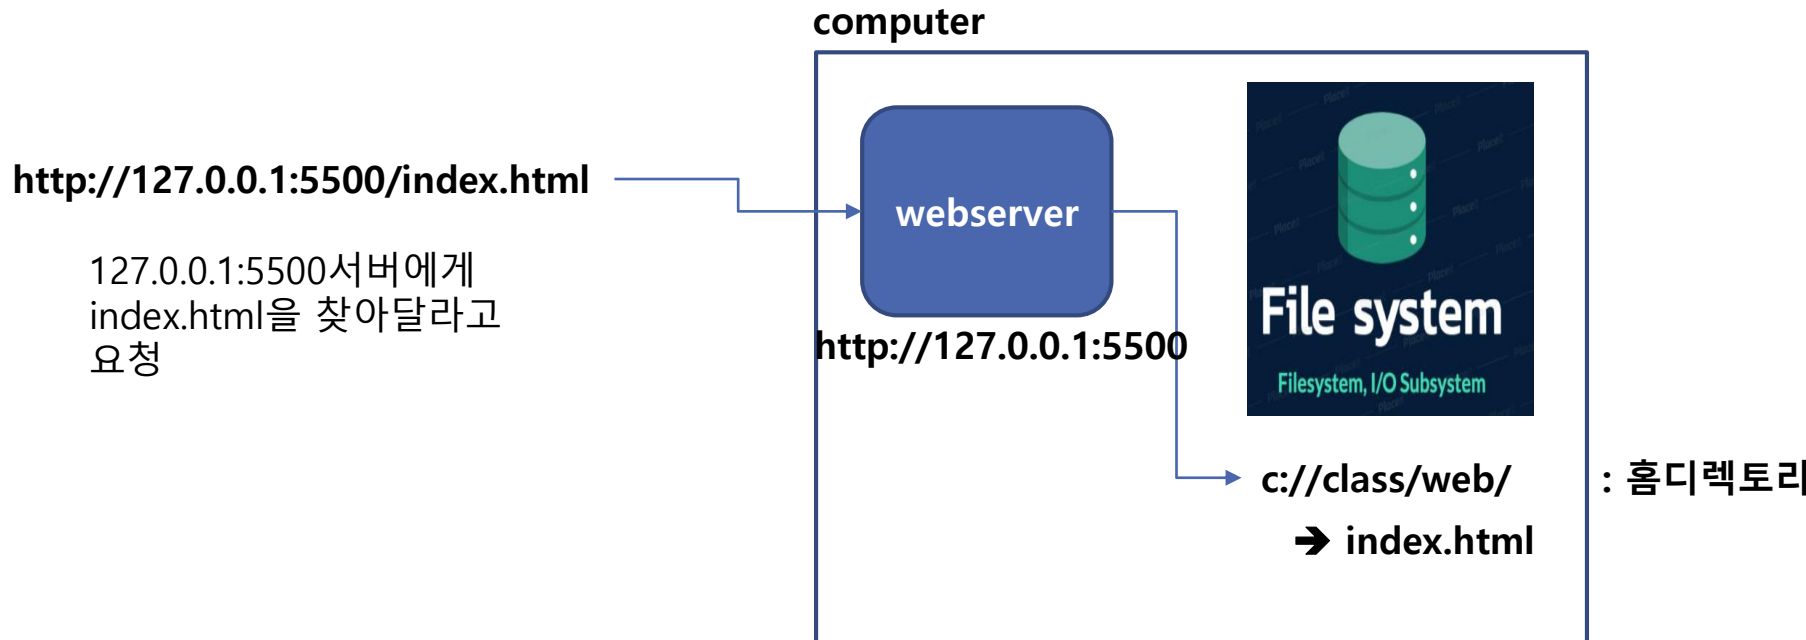 computer
http://127.0.0.1:5500/index.html
127.0.0.1:5500서버에게
index.html을 찾아달라고
요청
webserver
http://127.0.0.1:5500
File system
Filesystem, I/O Subsystem
c://class/web/ : 홈디렉토리
➔ index.html